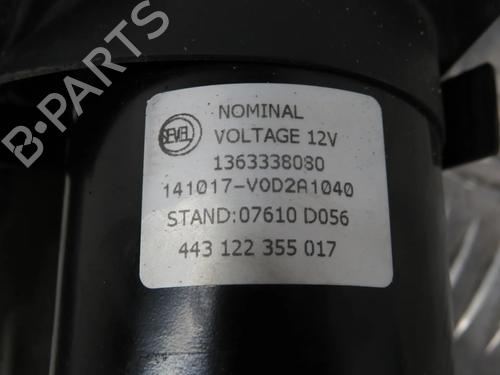 NOMINAL
SEVEL VOLTAGE 12V
1363338080
141017-V0D2A1040
STAND:07610 D056
443 122 355 017
B-PARTS